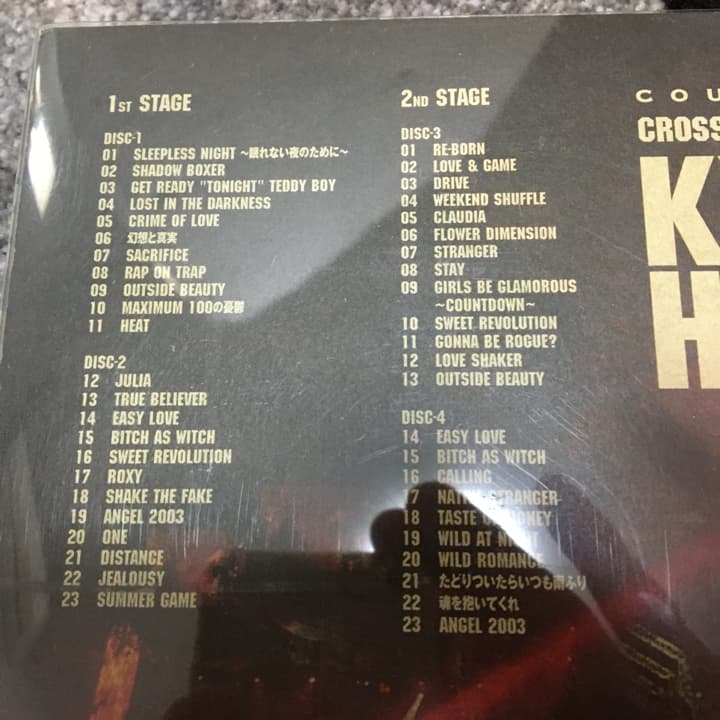 1ST STAGE
DISC-1
01 SLEEPLESS NIGHT ~眠れない夜のために~
02 SHADOW BOXER
03 GET READY "TONIGHT" TEDDY BOY
04 LOST IN THE DARKNESS
05 CRIME OF LOVE
06 幻想と真実
07 SACRIFICE
08 RAP ON TRAP
09 OUTSIDE BEAUTY
10 MAXIMUM 100の憂鬱
11 HEAT
DISC-2
12 JULIA
13 TRUE BELIEVER
14 EASY LOVE
15 BITCH AS WITCH
16 SWEET REVOLUTION
17 ROXY
18 SHAKE THE FAKE
19 ANGEL 2003
20 ONE
21 DISTANCE
22 JEALOUSY
23 SUMMER GAME
2ND STAGE
DISC-3
01 RE-BORN
02 LOVE & GAME
03 DRIVE
04 WEEKEND SHUFFLE
05 CLAUDIA
06 FLOWER DIMENSION
07 STRANGER
08 STAY
09 GIRLS BE GLAMOROUS
~COUNTDOWN~
10 SWEET REVOLUTION
11 GONNA BE ROGUE?
12 LOVE SHAKER
13 OUTSIDE BEAUTY
DISC-4
14 EASY LOVE
15 BITCH AS WITCH
16 CALLING
17 STRANGER
18 TASTE OF MONEY
19 WILD AT NIGHT
20 WILD ROMANCE
21 たどりついたらいつも雨ふり
22 魂を抱いてくれ
23 ANGEL 2003
COU
CROSS
K
H